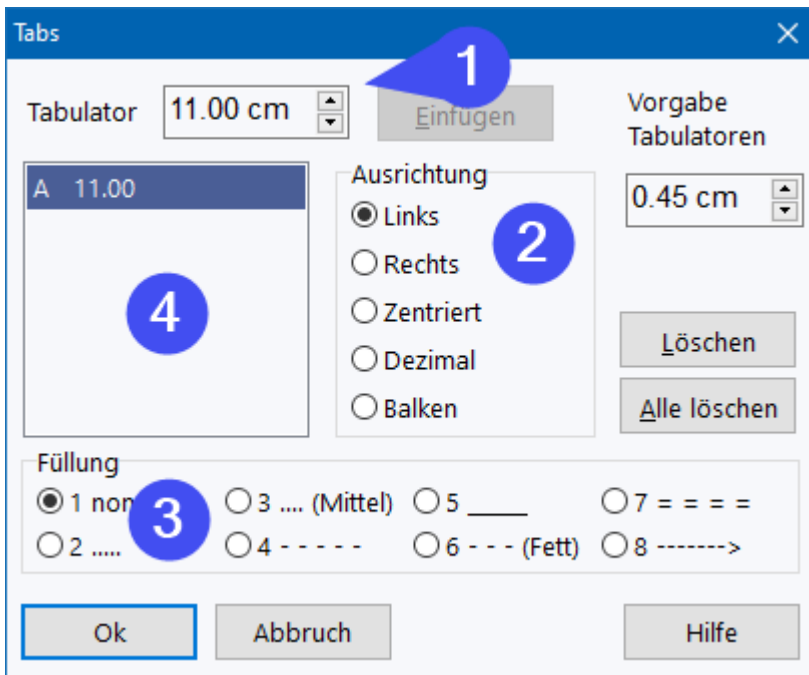 Tabs
1
Tabulator 11.00 cm Einfügen
Vorgabe
Tabulatoren
0.45 cm
A 11.00
4
Ausrichtung
Links
Rechts
Zentriert
Dezimal
Balken
2
Löschen
Alle löschen
Füllung
1 3 .... (Mittel) 5 _____ 7 = = = =
2 ..... 4 - - - - - 6 - - - (Fett) 8 ------->
3
Ok Abbruch Hilfe